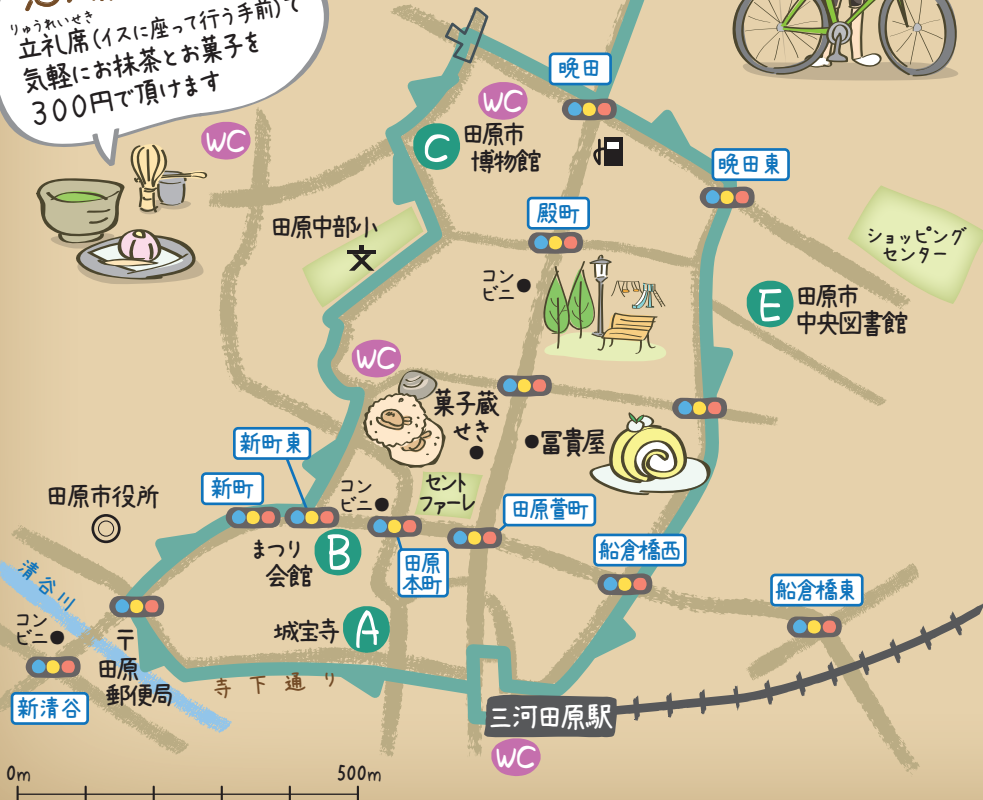 りゅうれいせき
立礼席(イスに座って行う手前)で
気軽にお抹茶とお菓子を
300円で頂けます
WC
晩田
WC
C 田原市
博物館
晩田東
殿町
田原中部小
文
ショッピング
センター
コン
ビニ
E 田原市
中央図書館
WC
菓子蔵
せき
冨貴屋
新町東
新町
コン
ビニ
セント
ファーレ
田原市役所
田原萱町
まつり
会館
B
田原
本町
船倉橋西
清谷川
船倉橋東
コン
ビニ
城宝寺 A
〒
田原
郵便局
新清谷
寺下通り
三河田原駅
WC
0m
500m